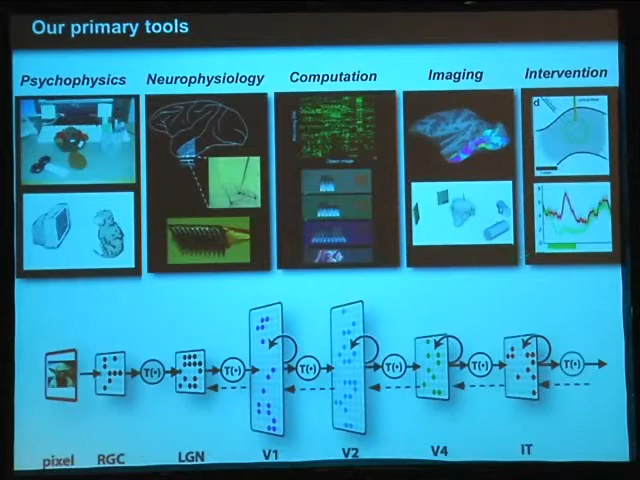 Our primary tools
Psychophysics Neurophysiology Computation Imaging Intervention
d
T(•) T(•) T(•) T(•) T(•) T(•)
pixel RGC LGN V1 V2 V4 IT